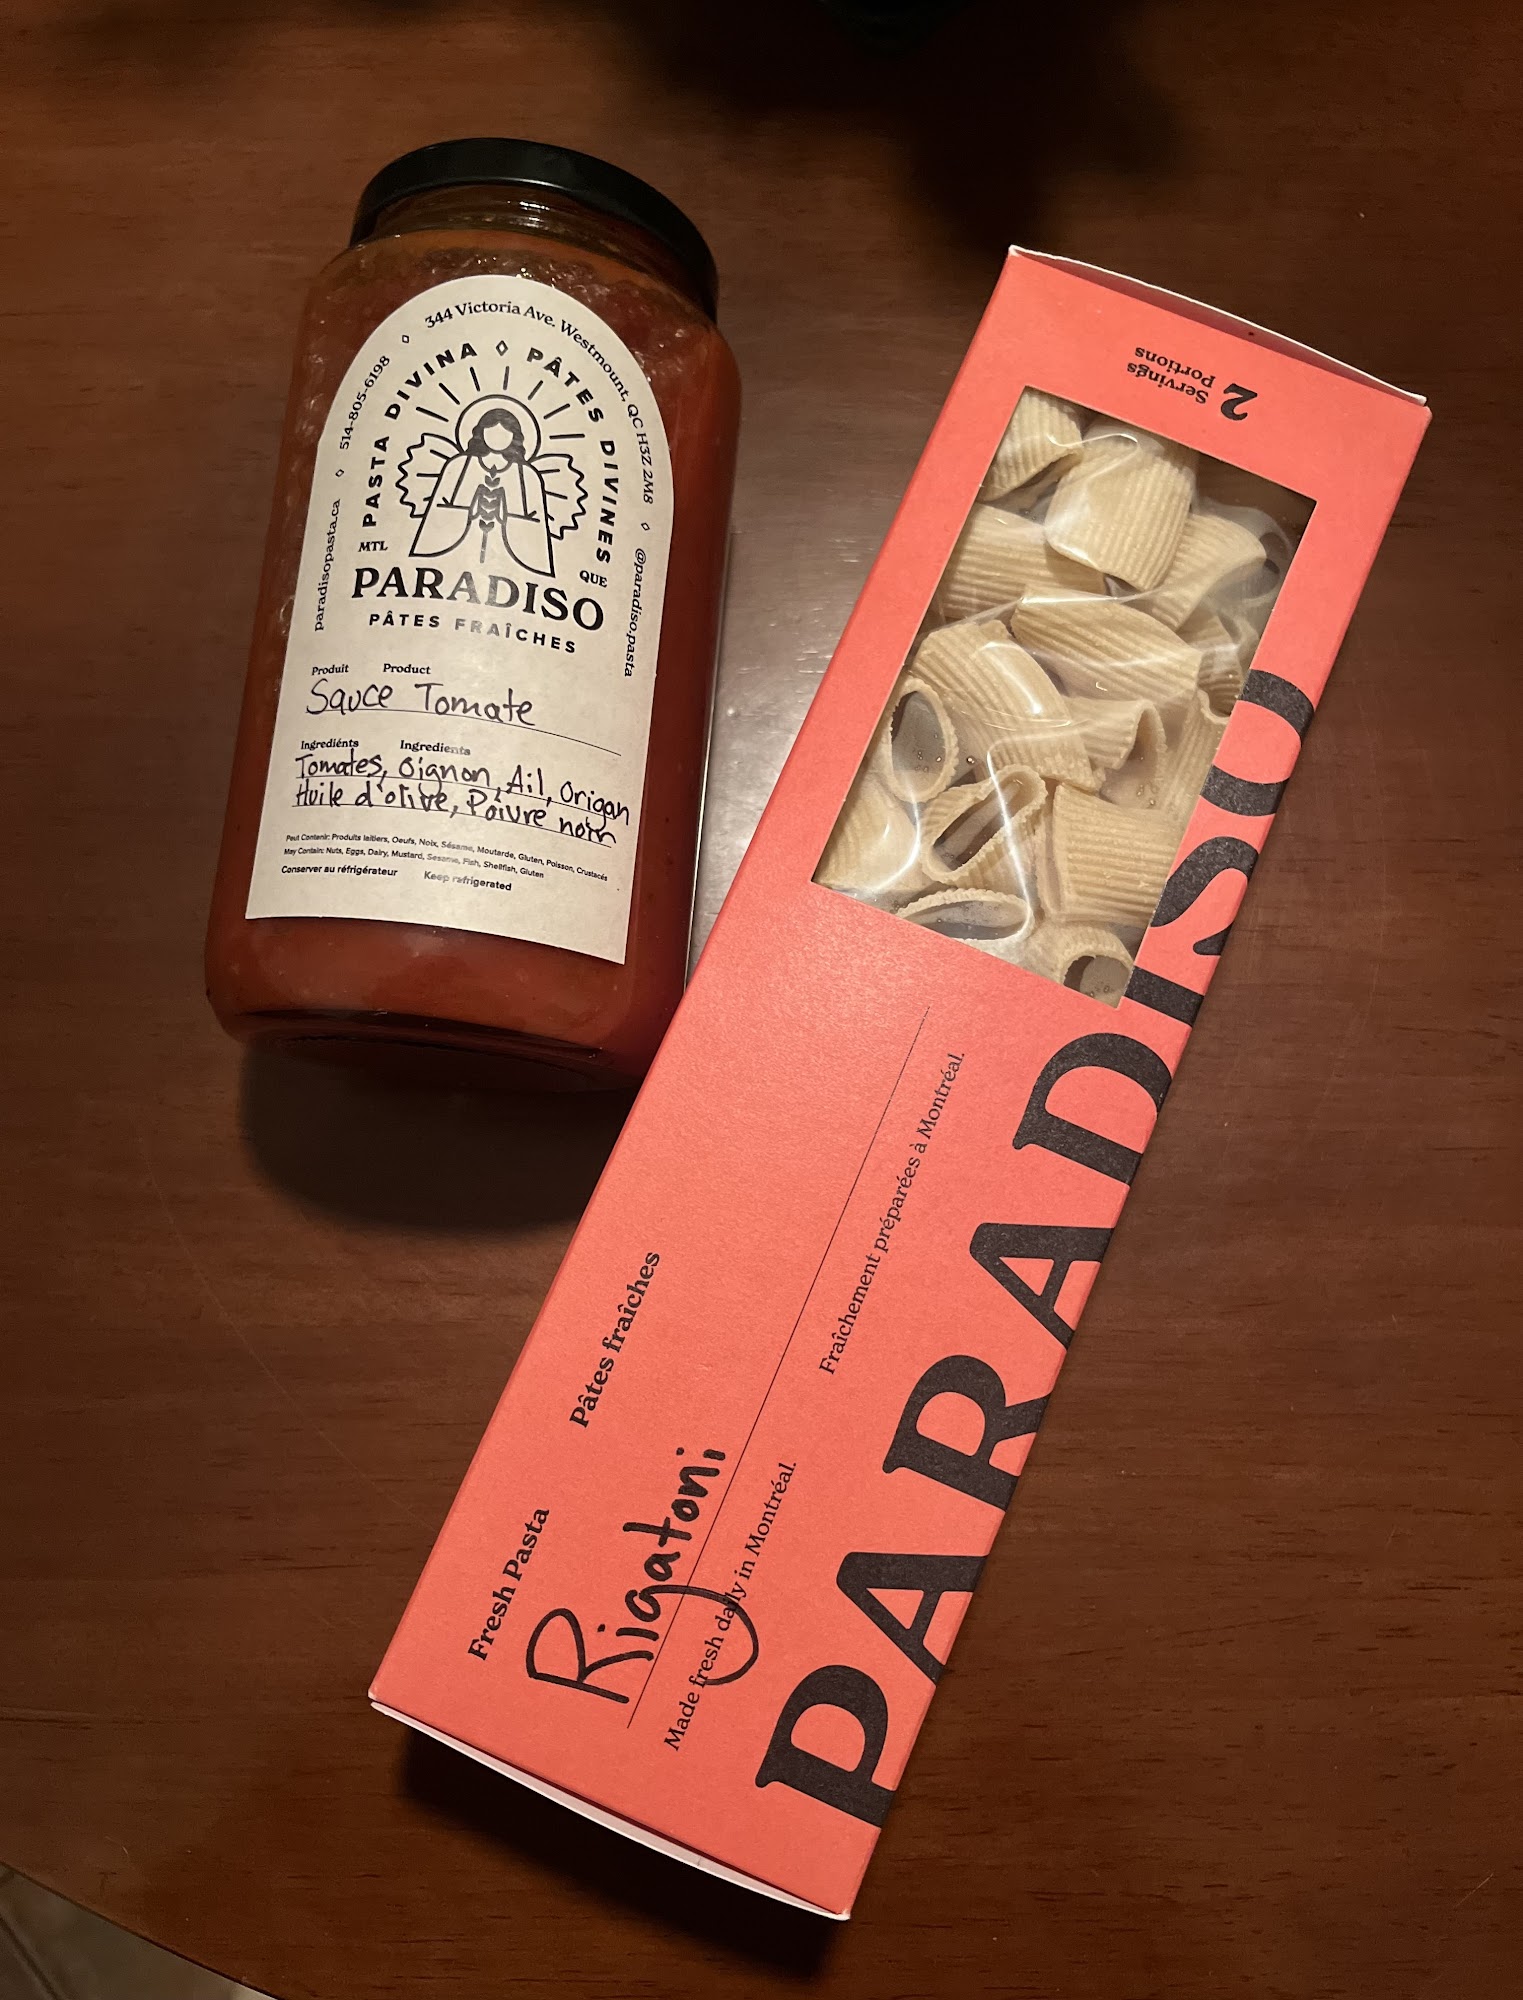 paradisopasta.ca ◊ 514-805-6198 ◊ 344 Victoria Ave. Westmount, QC H3Z 2M8 ◊ @paradiso.pasta
PASTA DIVINA ◊ PÂTES DIVINES
MTL
QUE
PARADISO
PÂTES FRAÎCHES
Produit Product
Sauce Tomate
Ingrediénts Ingredients
Tomates, Oignon, Ail, Origan
Huile d'olive, Poivre noir
Peut Contenir: Produits laitiers, Oeufs, Noix, Sésame, Moutarde, Gluten, Poisson, Crustacés
May Contain: Nuts, Eggs, Dairy, Mustard, Sesame, Fish, Shellfish, Gluten
Conserver au réfrigérateur Keep refrigerated
2 Servings
Portions
Fresh Pasta Pâtes fraîches
Rigatoni
Made fresh daily in Montréal. Fraîchement préparées à Montréal.
PARADISO